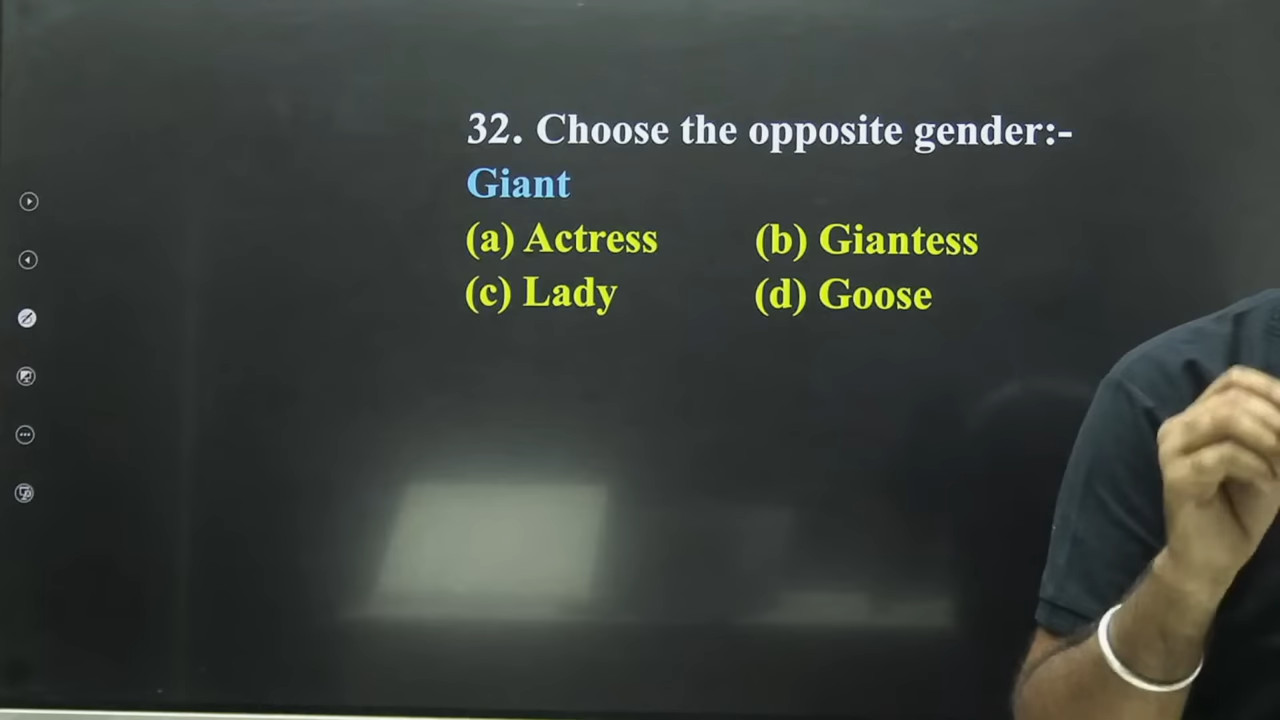 32. Choose the opposite gender:-
Giant
(a) Actress (b) Giantess
(c) Lady (d) Goose